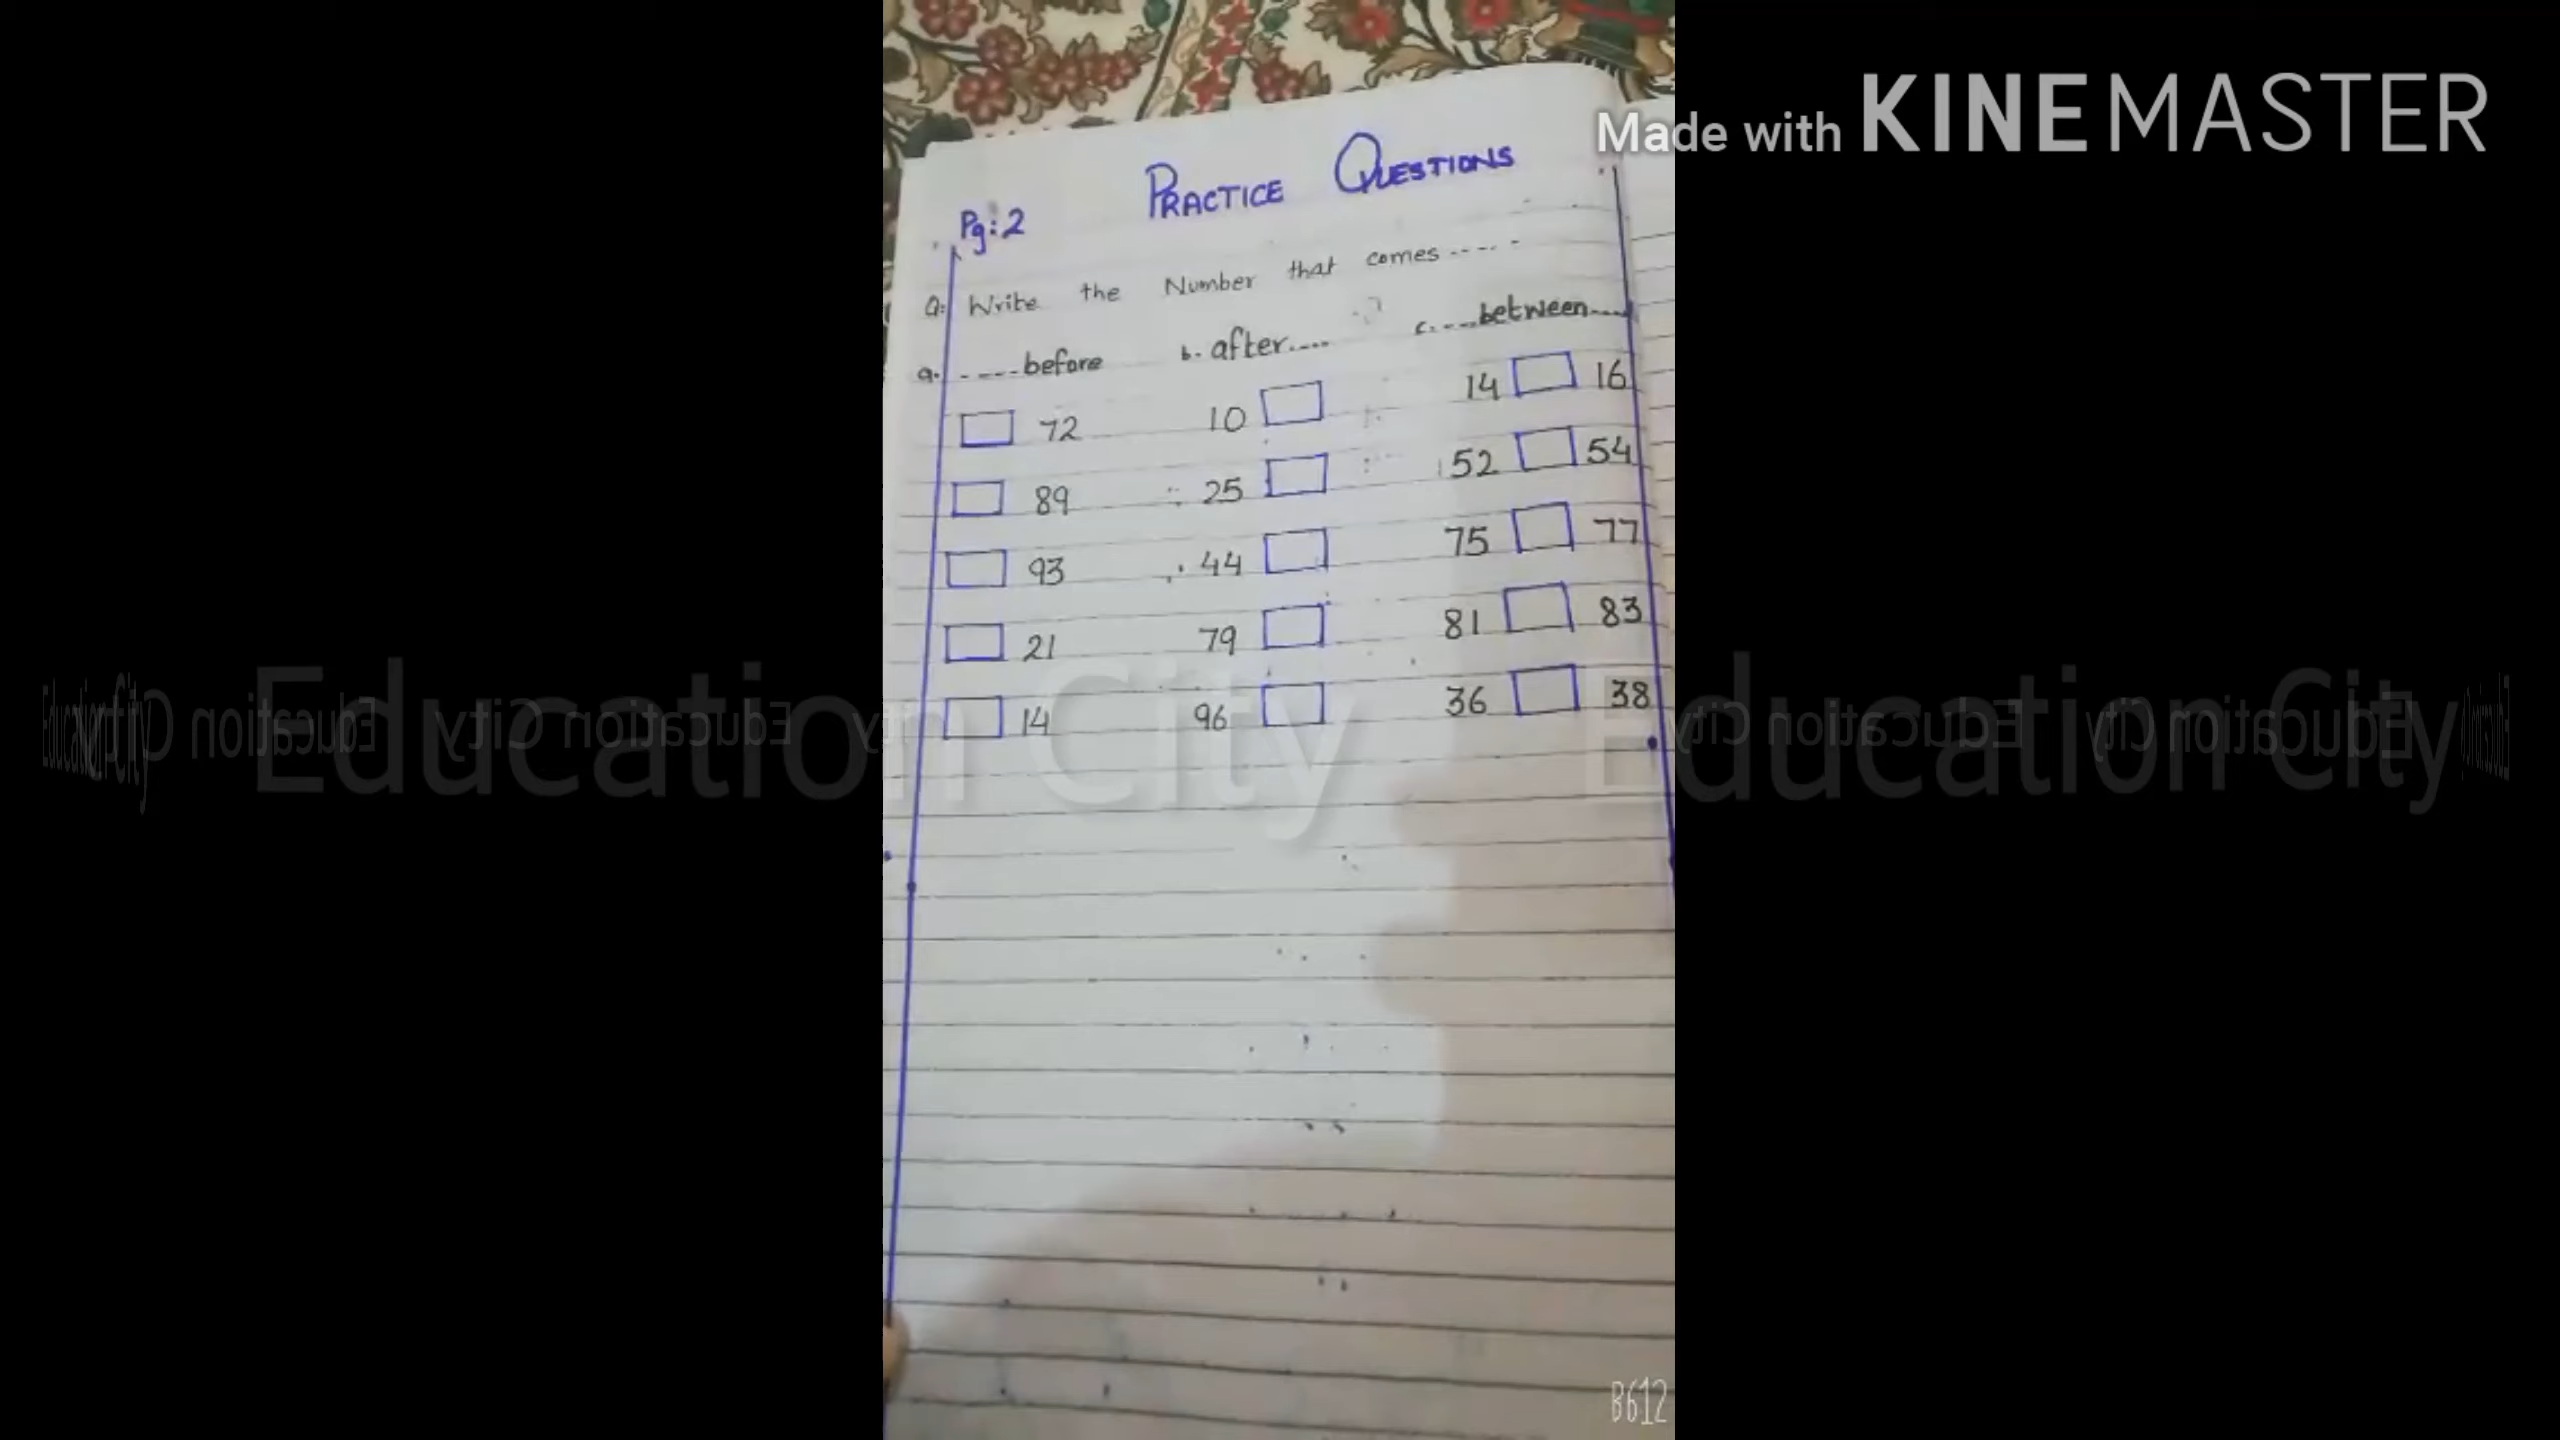 Made with KINEMASTER
Pg:2 PRACTICE QUESTIONS
Q: Write the Number that comes -----
a. ----before b. after.... c. ---between....
72 10 14 16
89 25 52 54
93 44 75 77
21 79 81 83
14 96 36 38
Education City Education City
B612